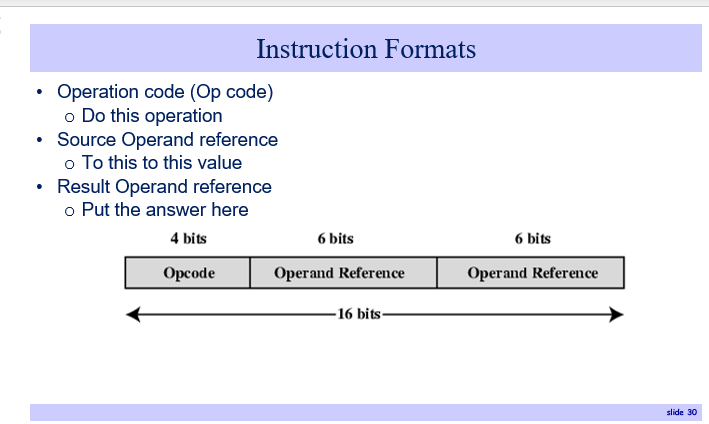 Instruction Formats
• Operation code (Op code)
o Do this operation
• Source Operand reference
o To this to this value
• Result Operand reference
o Put the answer here
4 bits 6 bits 6 bits
Opcode Operand Reference Operand Reference
16 bits
slide 30